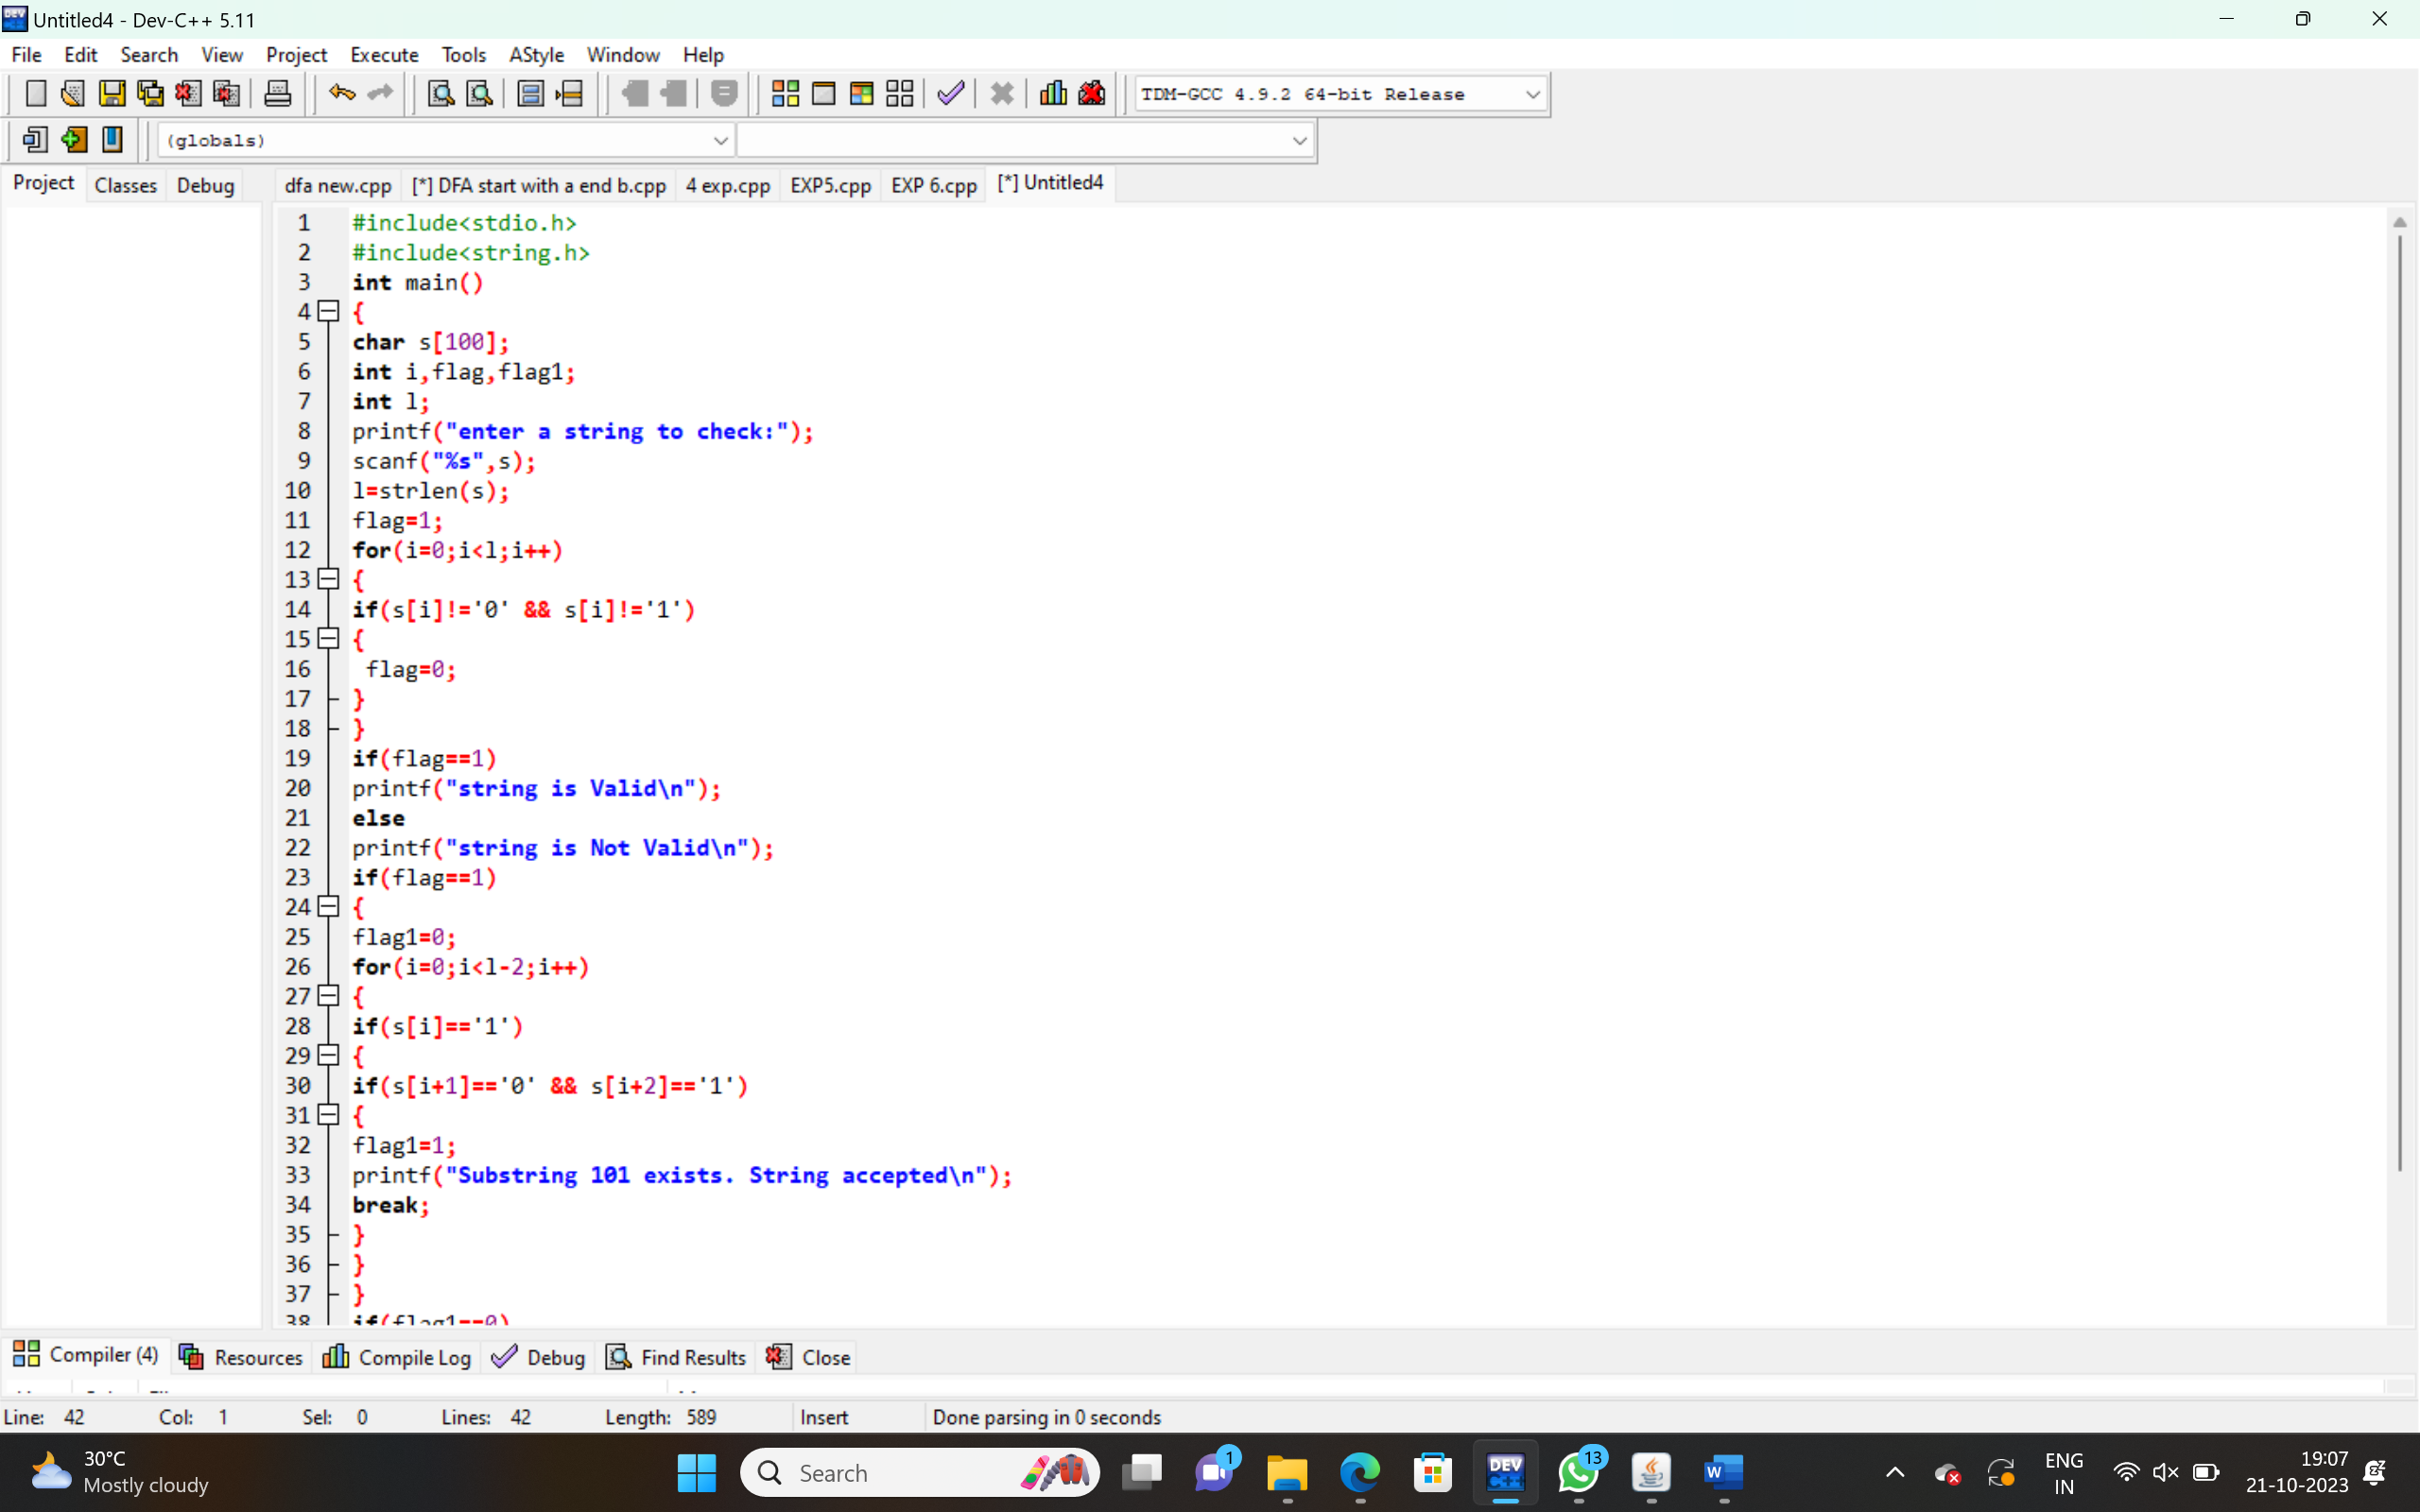 Untitled4 - Dev-C++ 5.11
File Edit Search View Project Execute Tools AStyle Window Help
TDM-GCC 4.9.2 64-bit Release
(globals)
Project Classes Debug dfa new.cpp [*] DFA start with a end b.cpp 4 exp.cpp EXP5.cpp EXP 6.cpp [*] Untitled4
1 #include<stdio.h>
2 #include<string.h>
3 int main()
4 {
5 char s[100];
6 int i,flag,flag1;
7 int l;
8 printf("enter a string to check:");
9 scanf("%s",s);
10 l=strlen(s);
11 flag=1;
12 for(i=0;i<l;i++)
13 {
14 if(s[i]!='0' && s[i]!='1')
15 {
16 flag=0;
17 }
18 }
19 if(flag==1)
20 printf("string is Valid\n");
21 else
22 printf("string is Not Valid\n");
23 if(flag==1)
24 {
25 flag1=0;
26 for(i=0;i<l-2;i++)
27 {
28 if(s[i]=='1')
29 {
30 if(s[i+1]=='0' && s[i+2]=='1')
31 {
32 flag1=1;
33 printf("Substring 101 exists. String accepted\n");
34 break;
35 }
36 }
37 }
38 if(flag1==0)
Compiler (4) Resources Compile Log Debug Find Results Close
Line: 42 Col: 1 Sel: 0 Lines: 42 Length: 589 Insert Done parsing in 0 seconds
30°C
Mostly cloudy
Search
1
DEV
C++
13
W
ENG
IN
19:07
21-10-2023